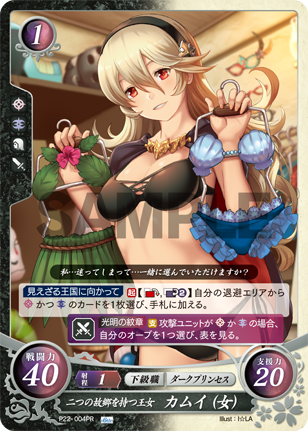 1
SAMPLE
私…迷ってしまって…一緒に選んでいただけますか？
見えざる王国に向かって 起 自分の退避エリアから
かつ のカードを1枚選び、手札に加える。
光明の紋章 支 攻撃ユニットが か の場合、
自分のオーブを1つ選び、表を見る。
戦闘力
40
射程
1
下級職
ダークプリンセス
支援力
20
二つの故郷を持つ王女 カムイ(女)
P22-004PR
Illust：H☆LA